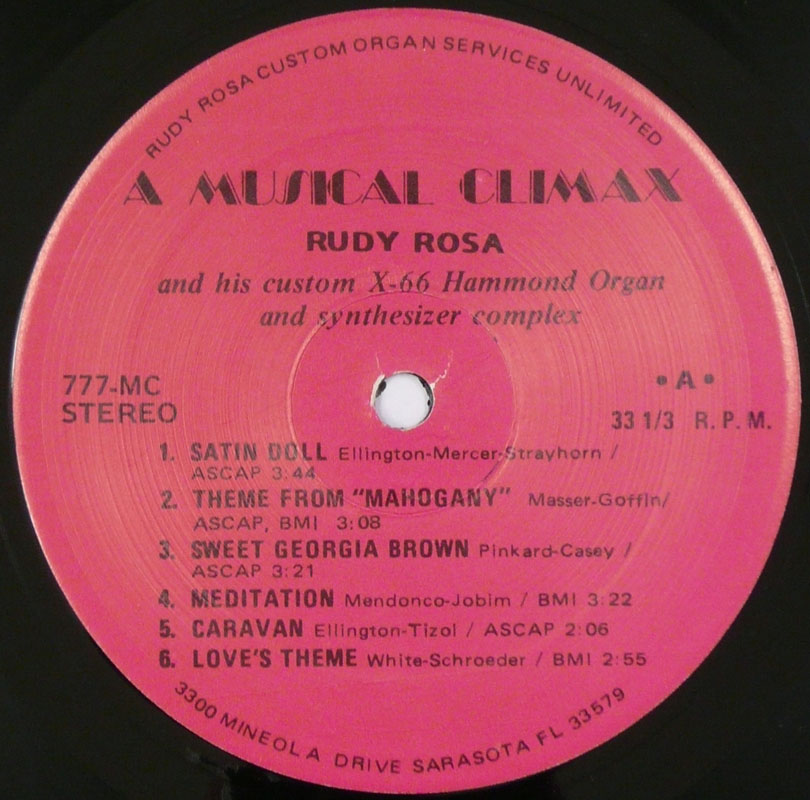 RUDY ROSA CUSTOM ORGAN SERVICES UNLIMITED
A MUSICAL CLIMAX
RUDY ROSA
and his custom X-66 Hammond Organ
and synthesizer complex
777-MC
STEREO
• A •
33 1/3 R. P. M.
1. SATIN DOLL Ellington-Mercer-Strayhorn /
ASCAP 3:44
2. THEME FROM "MAHOGANY" Masser-Goffin/
ASCAP, BMI 3:08
3. SWEET GEORGIA BROWN Pinkard-Casey /
ASCAP 3:21
4. MEDITATION Mendonco-Jobim / BMI 3:22
5. CARAVAN Ellington-Tizol / ASCAP 2:06
6. LOVE'S THEME White-Schroeder / BMI 2:55
3300 MINEOLA DRIVE SARASOTA FL 33579